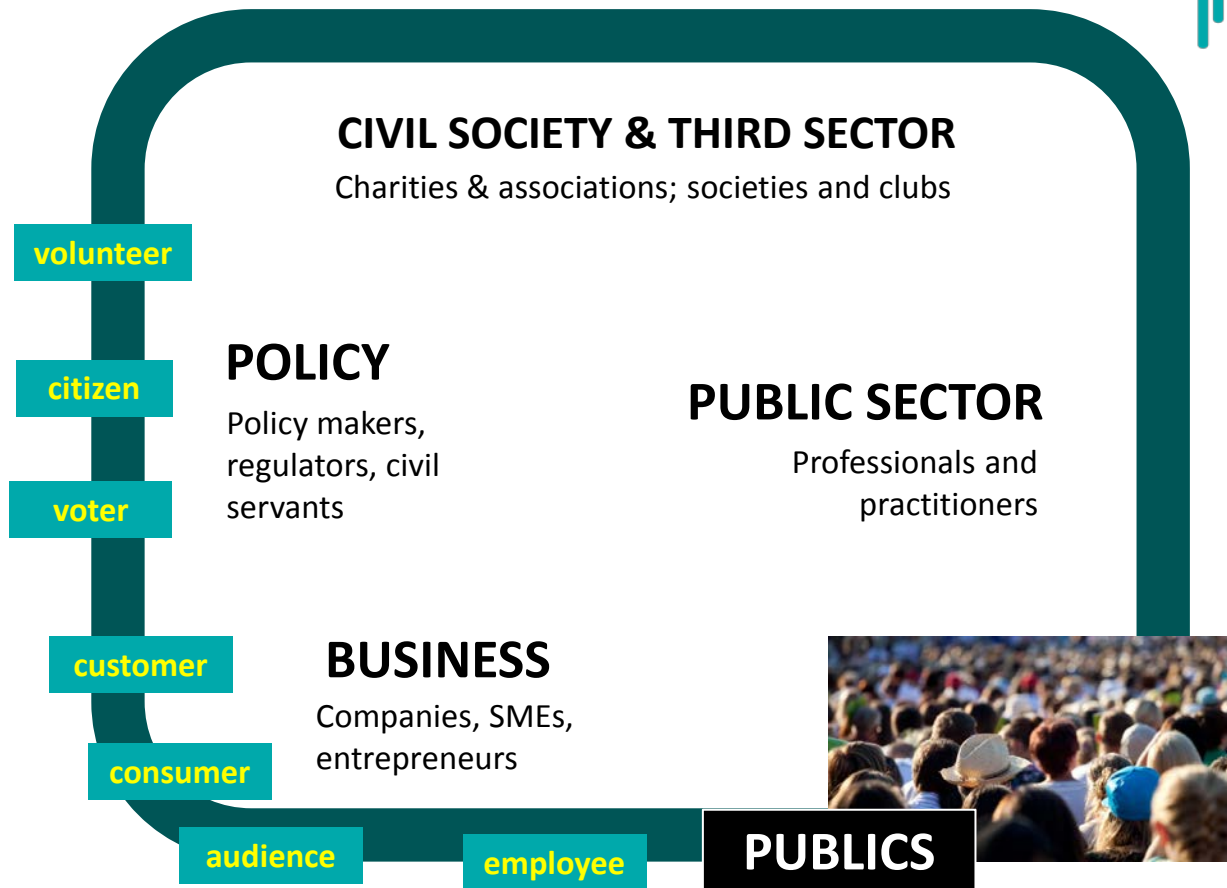 CIVIL SOCIETY & THIRD SECTOR
Charities & associations; societies and clubs
volunteer
POLICY
citizen
Policy makers,
regulators, civil
servants
PUBLIC SECTOR
Professionals and
practitioners
voter
BUSINESS
customer
Companies, SMEs,
entrepreneurs
consumer
audience
employee
PUBLICS